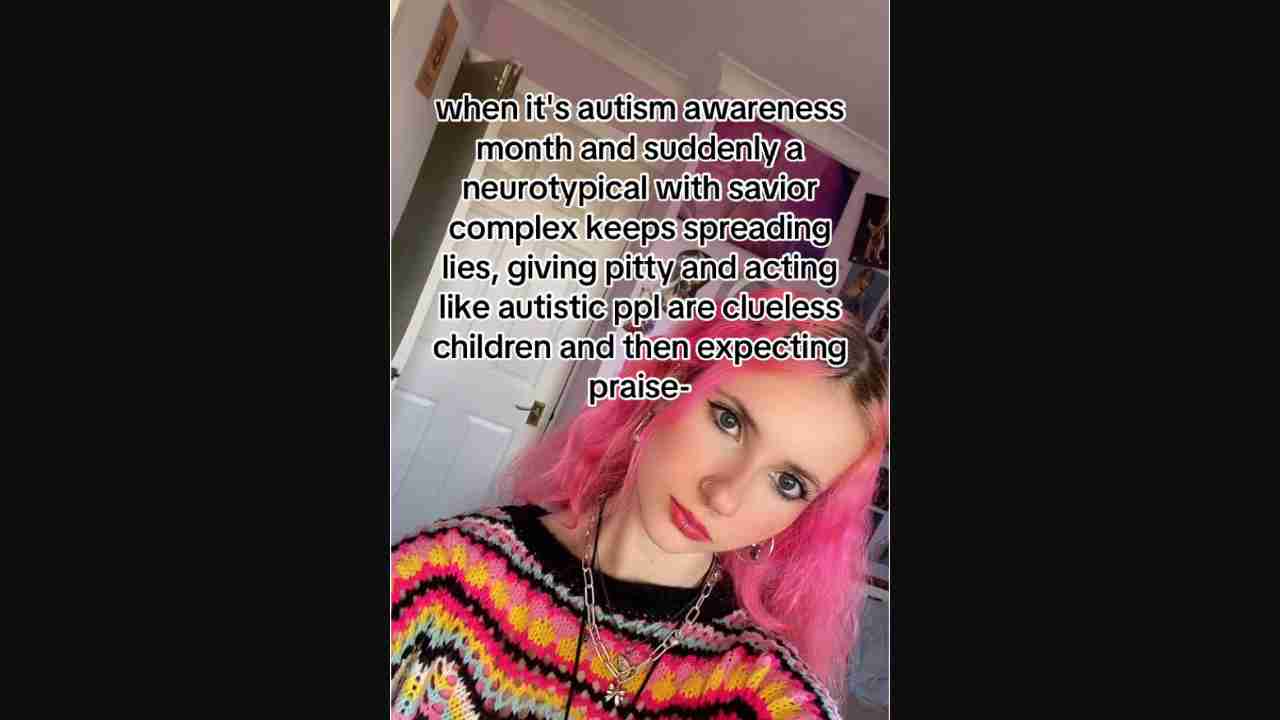 when it's autism awareness
month and suddenly a
neurotypical with savior
complex keeps spreading
lies, giving pitty and acting
like autistic ppl are clueless
children and then expecting
praise-